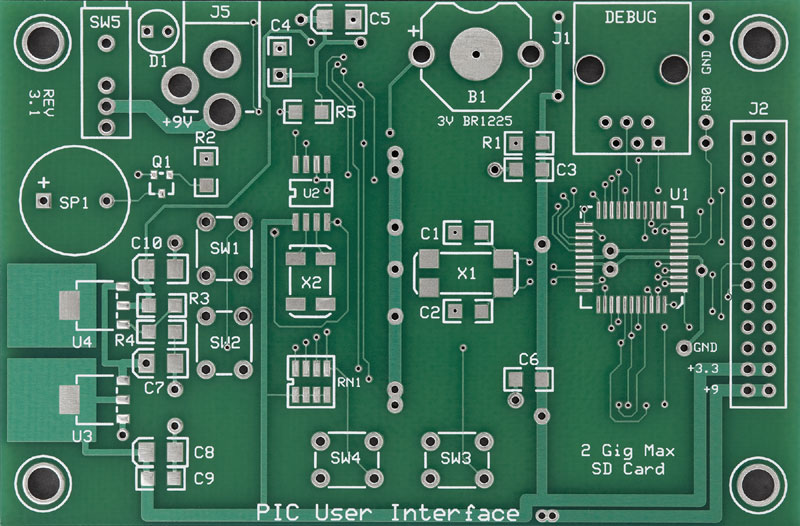 SW5
D1
J5
C4
C5
+
B1
3V BR1225
J1
DEBUG
RB0 GND
J2
REV
3.1
+9V
R5
R2
Q1
U2
R1
C3
+
SP1
U1
C10
SW1
X2
C1
X1
C2
R3
R4
U4
SW2
C7
RN1
C6
GND
+3.3
+9
U3
C8
C9
SW4
SW3
2 Gig Max
SD Card
PIC User Interface